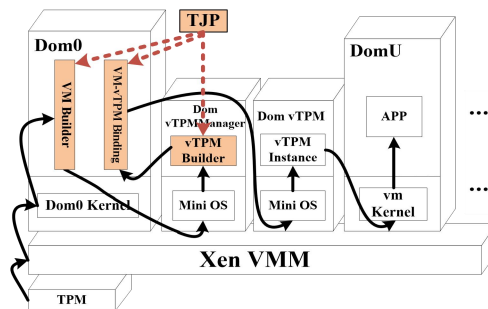 TJP
Dom0
DomU
VM Builder
VM-vTPM
Binding
Dom
vTPMManager
Dom vTPM
vTPM
Builder
vTPM
Instance
APP
...
Dom0 Kernel
Mini OS
Mini OS
vm
Kernel
...
Xen VMM
TPM